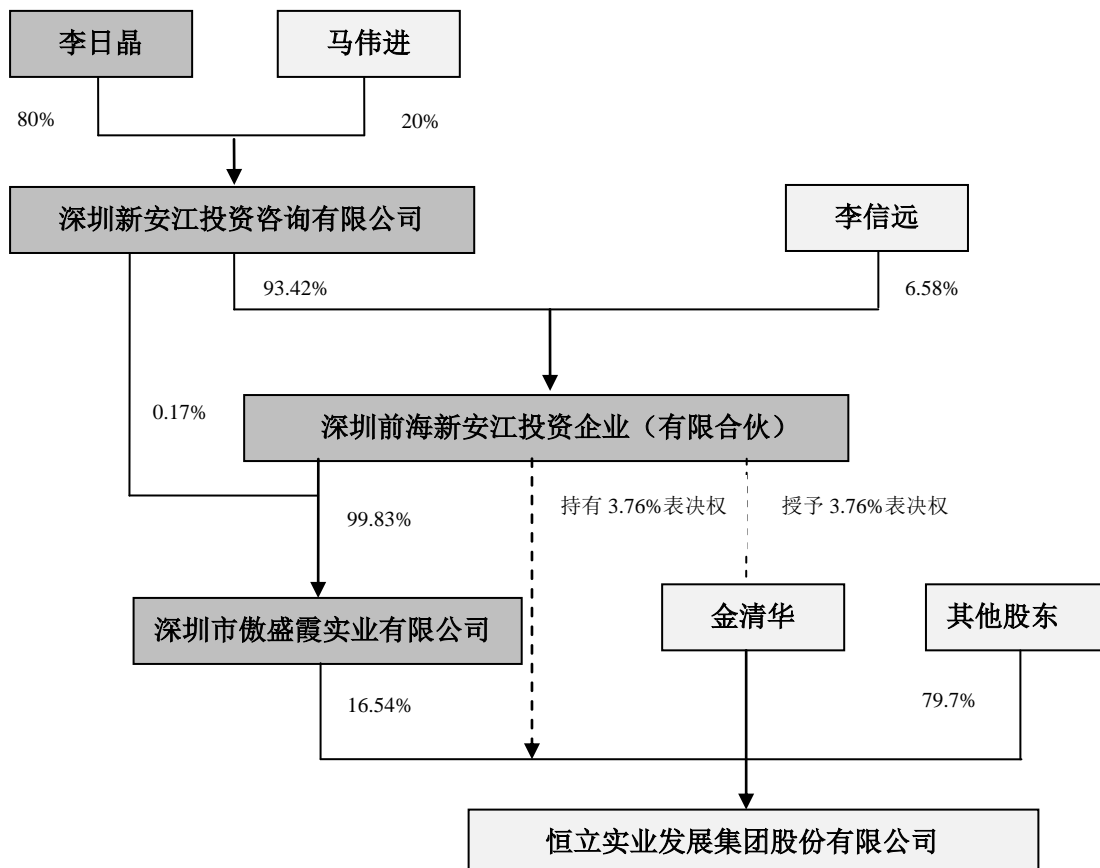 李日晶
马伟进
80%
20%
深圳新安江投资咨询有限公司
李信远
93.42%
6.58%
0.17%
深圳前海新安江投资企业（有限合伙）
持有 3.76%表决权
授予 3.76%表决权
99.83%
深圳市傲盛霞实业有限公司
金清华
其他股东
16.54%
79.7%
恒立实业发展集团股份有限公司